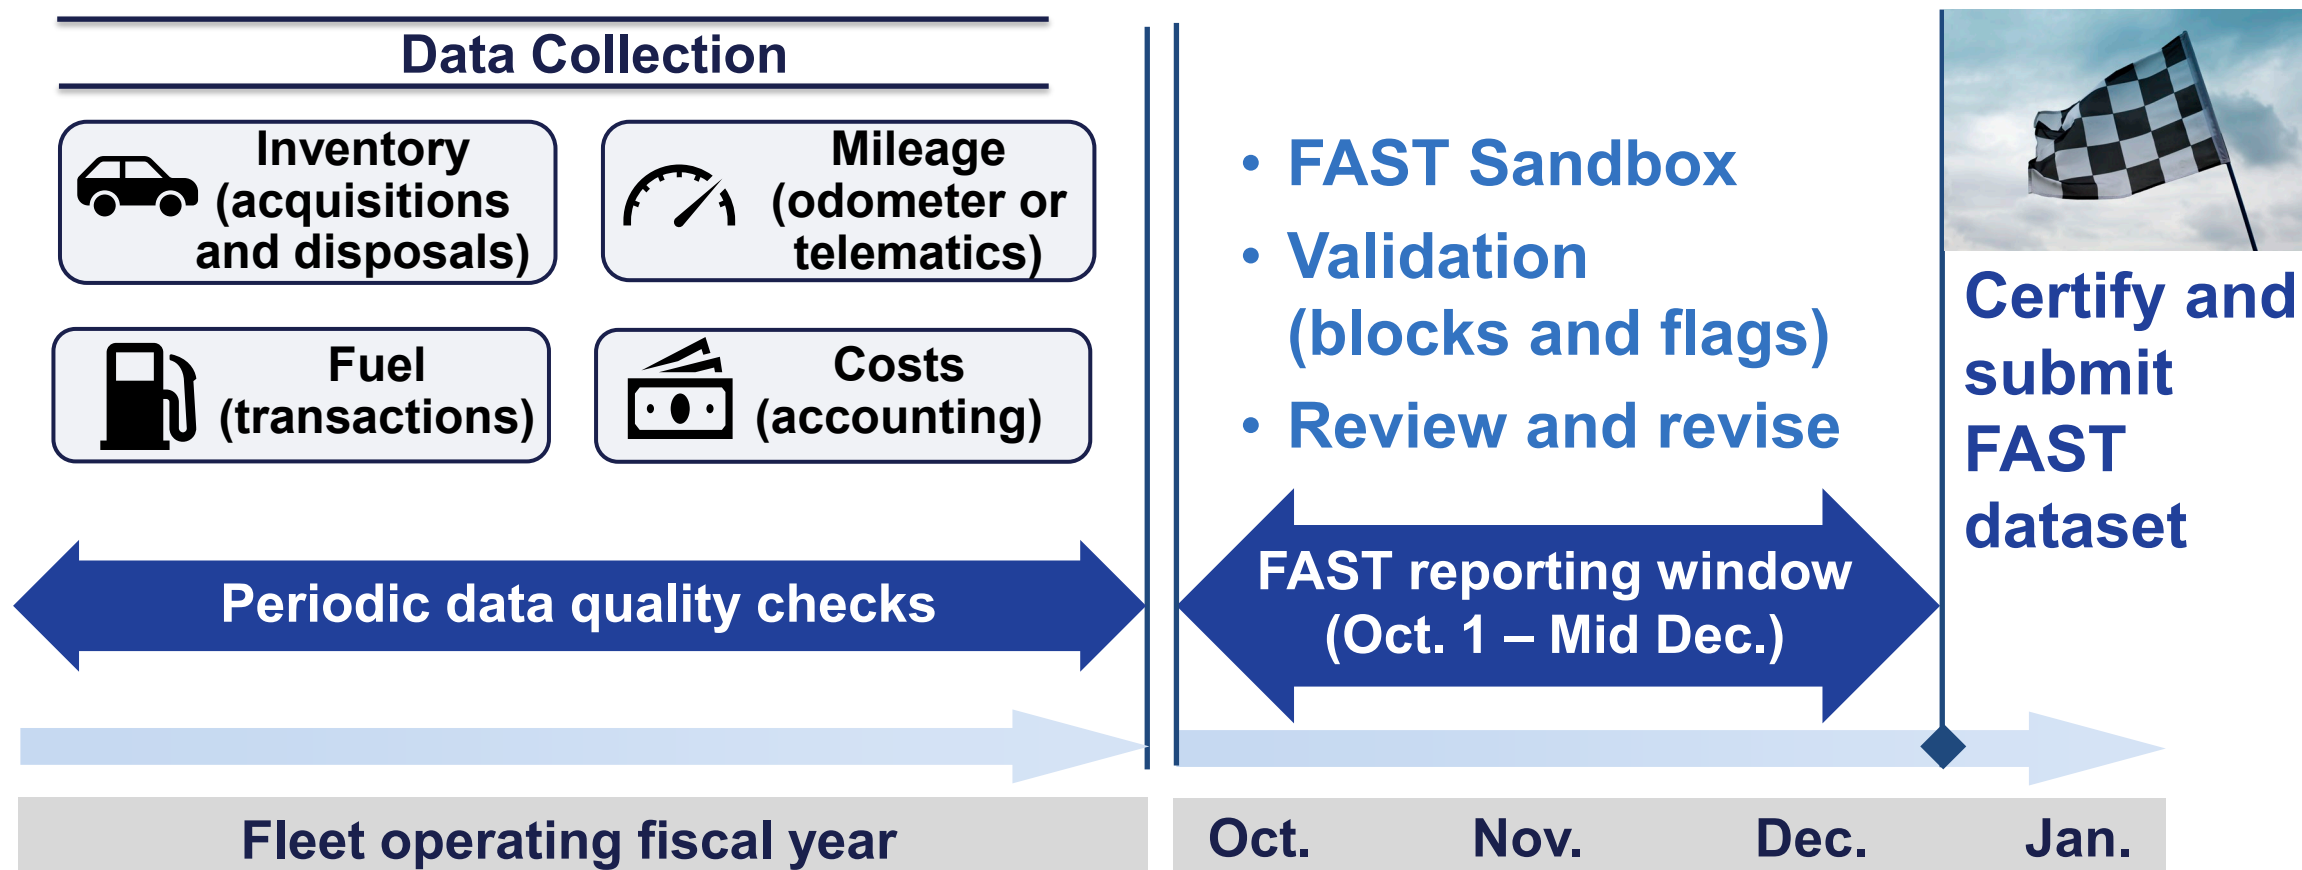 Data Collection
Inventory
(acquisitions
and disposals)
Mileage
(odometer or
telematics)
Fuel
(transactions)
Costs
(accounting)
Periodic data quality checks
Fleet operating fiscal year
• FAST Sandbox
• Validation
(blocks and flags)
• Review and revise
FAST reporting window
(Oct. 1 – Mid Dec.)
Certify and
submit
FAST
dataset
Oct. Nov. Dec. Jan.